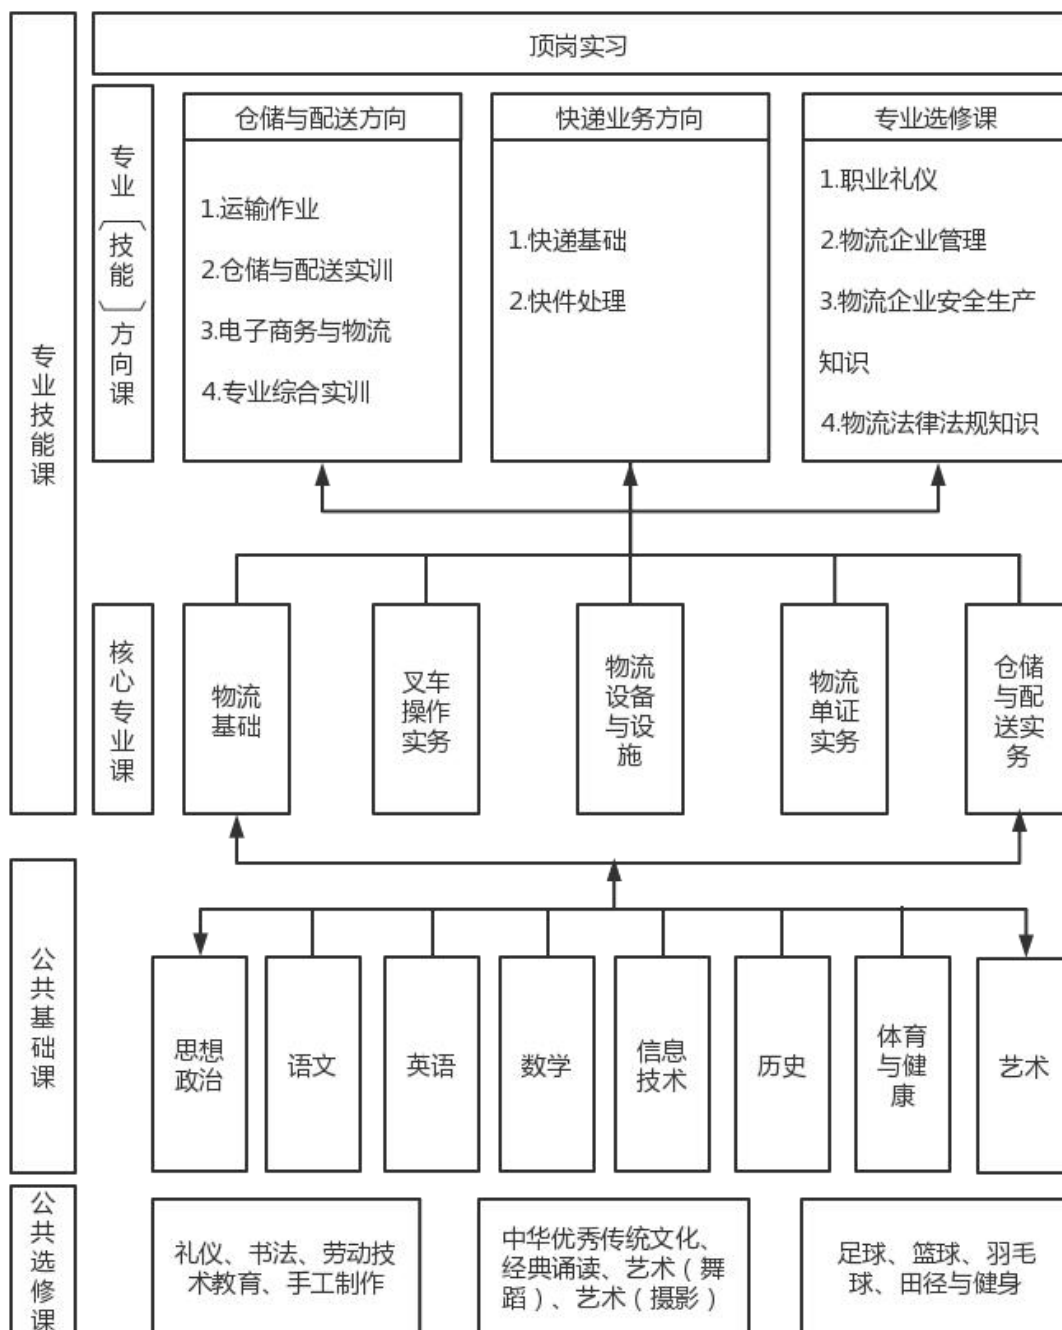 顶岗实习
专业技能课
专业（技能）方向课
仓储与配送方向
1.运输作业
2.仓储与配送实训
3.电子商务与物流
4.专业综合实训
快递业务方向
1.快递基础
2.快件处理
专业选修课
1.职业礼仪
2.物流企业管理
3.物流企业安全生产
知识
4.物流法律法规知识
核心专业课
物流
基础
叉车
操作
实务
物流
设备
与设
施
物流
单证
实务
仓储
与配
送实
务
公共基础课
思想
政治
语文
英语
数学
信息
技术
历史
体育
与健
康
艺术
公共选修课
礼仪、书法、劳动技
术教育、手工制作
中华优秀传统文化、
经典诵读、艺术（舞
蹈）、艺术（摄影）
足球、篮球、羽毛
球、田径与健身